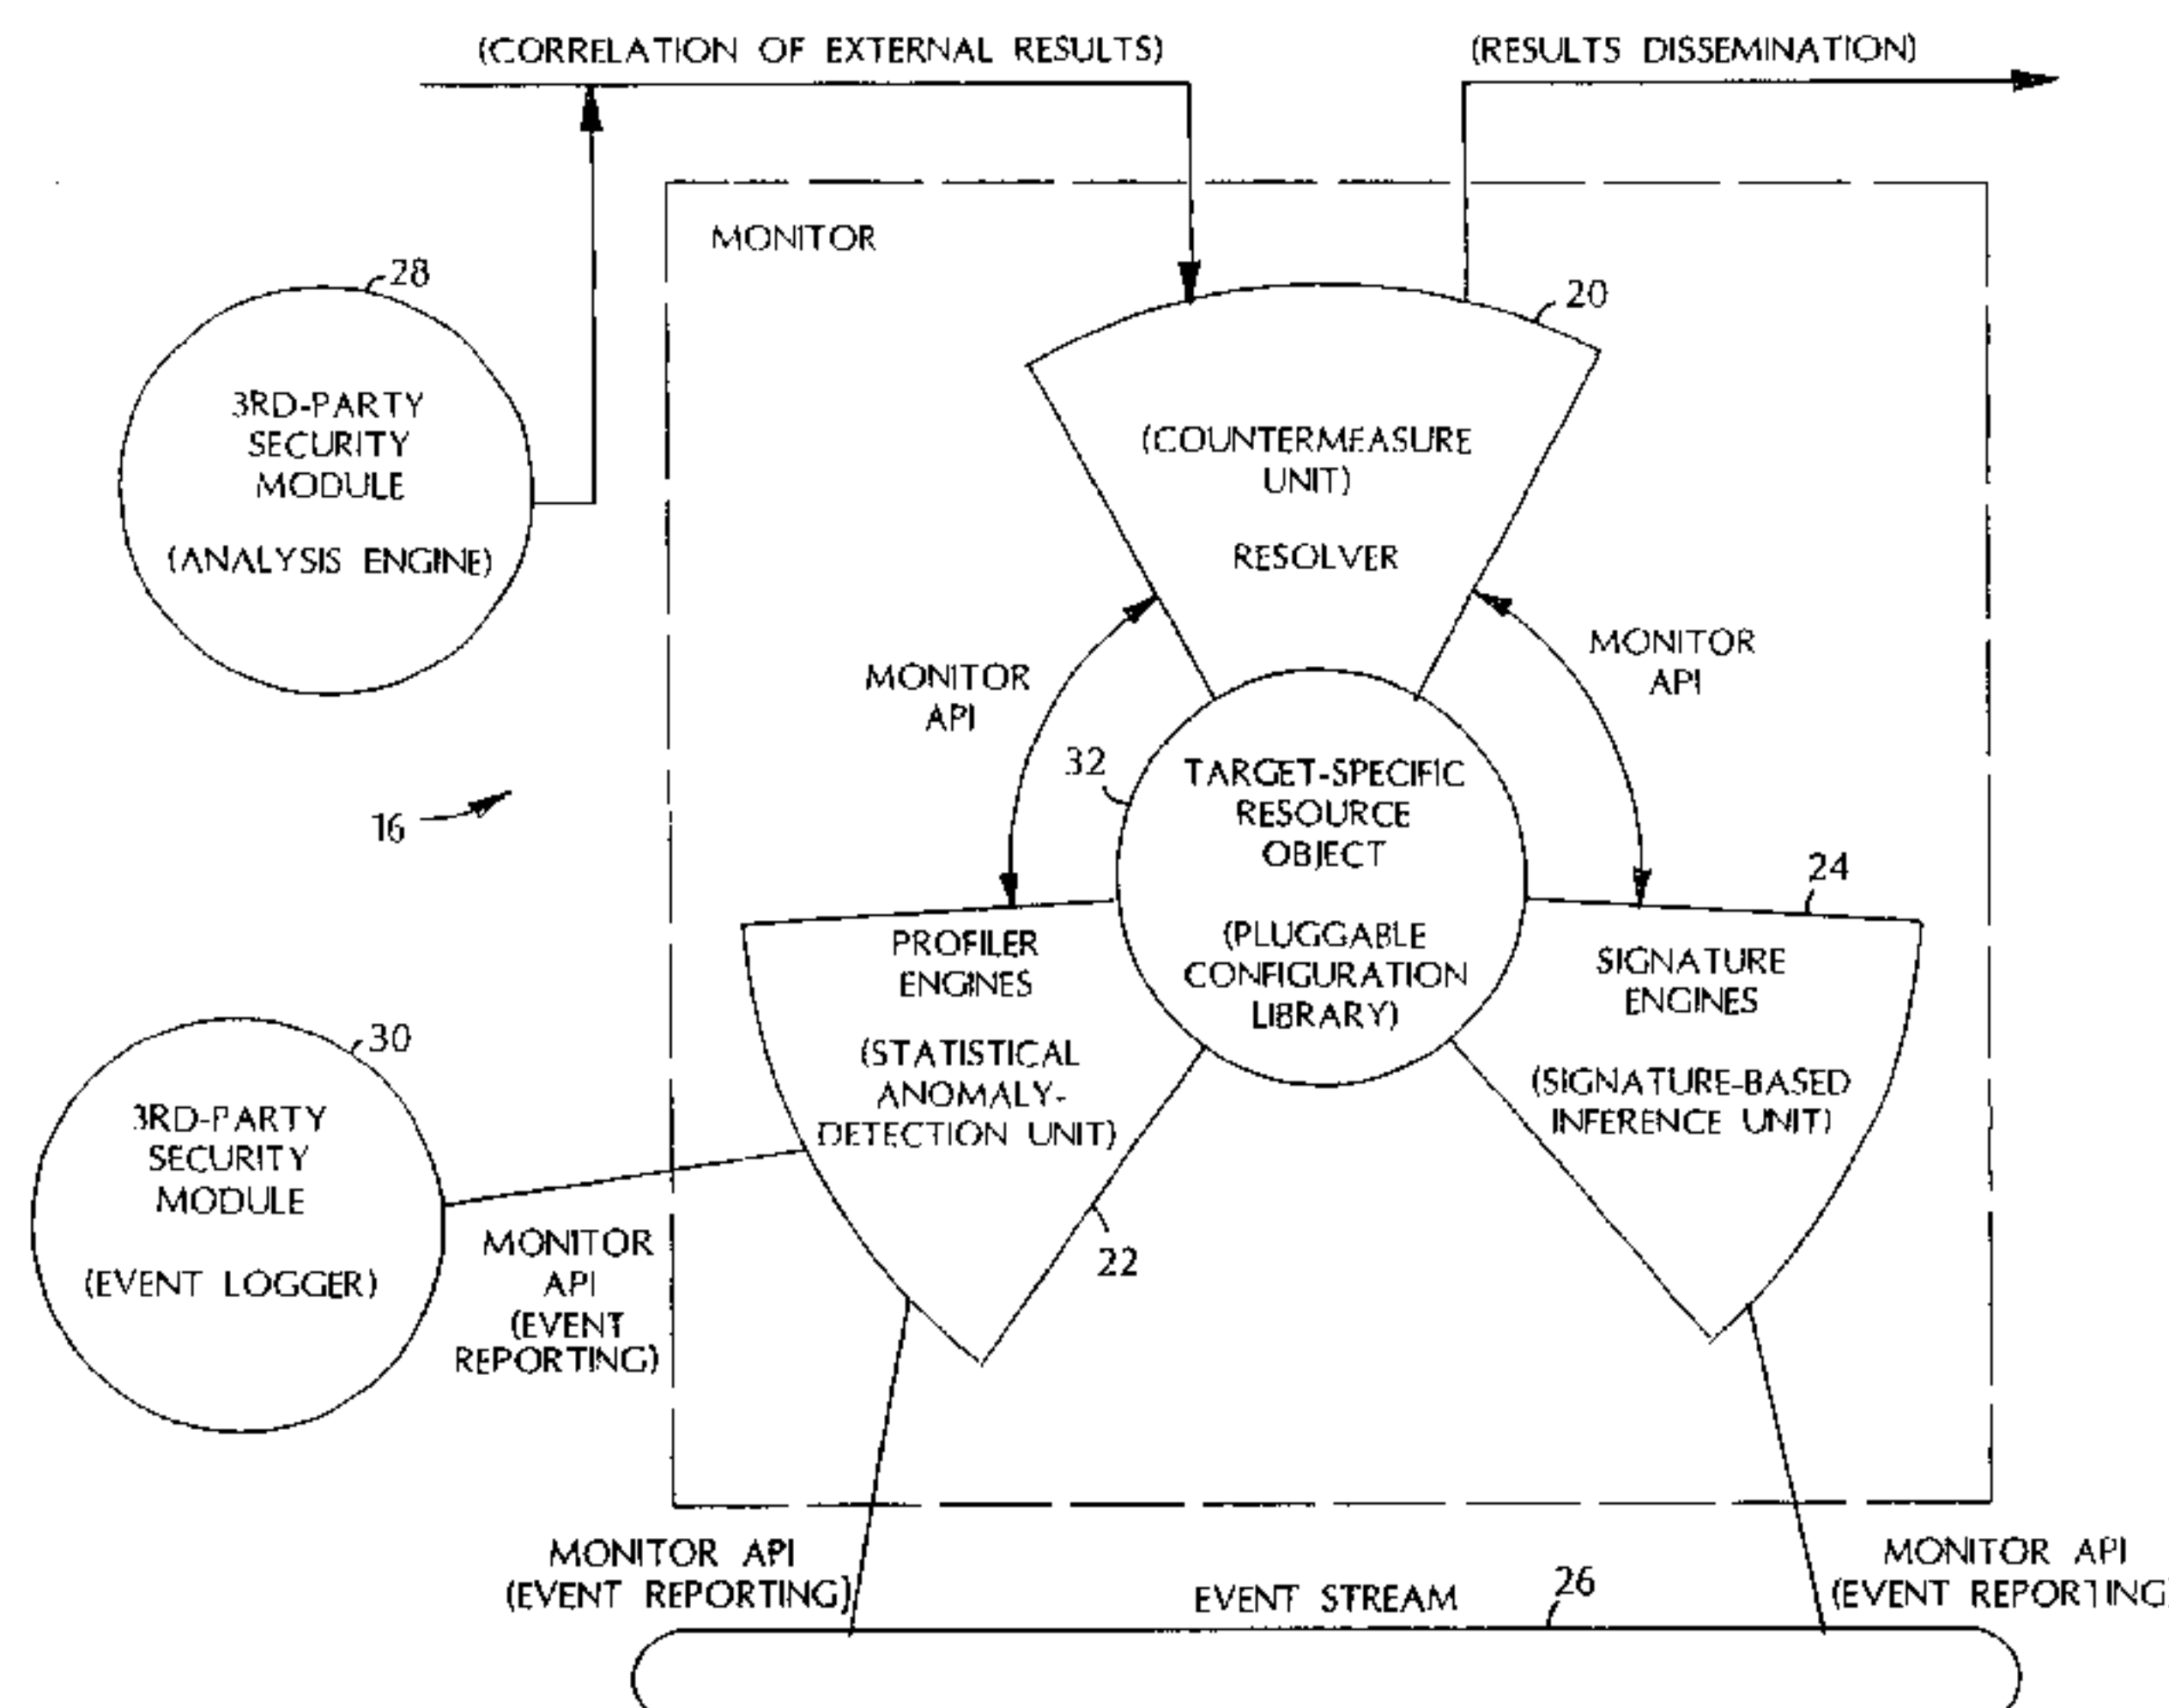 (CORRELATION OF EXTERNAL RESULTS)
(RESULTS DISSEMINATION)
MONITOR
28
20
3RD-PARTY
SECURITY
MODULE
(ANALYSIS ENGINE)
(COUNTERMEASURE
UNIT)
RESOLVER
MONITOR
API
MONITOR
API
32
16
TARGET-SPECIFIC
RESOURCE
OBJECT
(PLUGGABLE
CONFIGURATION
LIBRARY)
24
PROFILER
ENGINES
(STATISTICAL
ANOMALY-
DETECTION UNIT)
SIGNATURE
ENGINES
(SIGNATURE-BASED
INFERENCE UNIT)
30
3RD-PARTY
SECURITY
MODULE
(EVENT LOGGER)
MONITOR
API
(EVENT
REPORTING)
22
MONITOR API
(EVENT REPORTING)
EVENT STREAM
26
MONITOR API
(EVENT REPORTING)